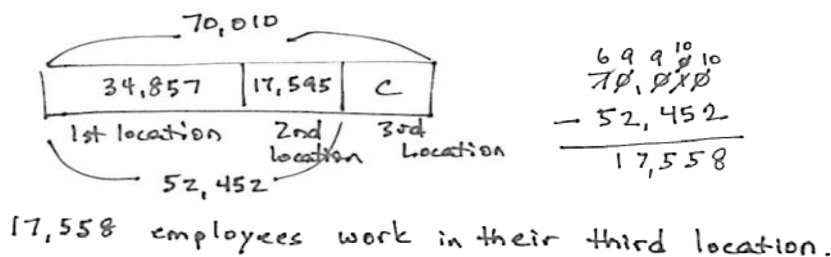 70,010
34,857 17,595 C
1st location 2nd location 3rd Location
52,452
6 9 9 10 10
70,010
- 52,452
17,558
17,558 employees work in their third location.